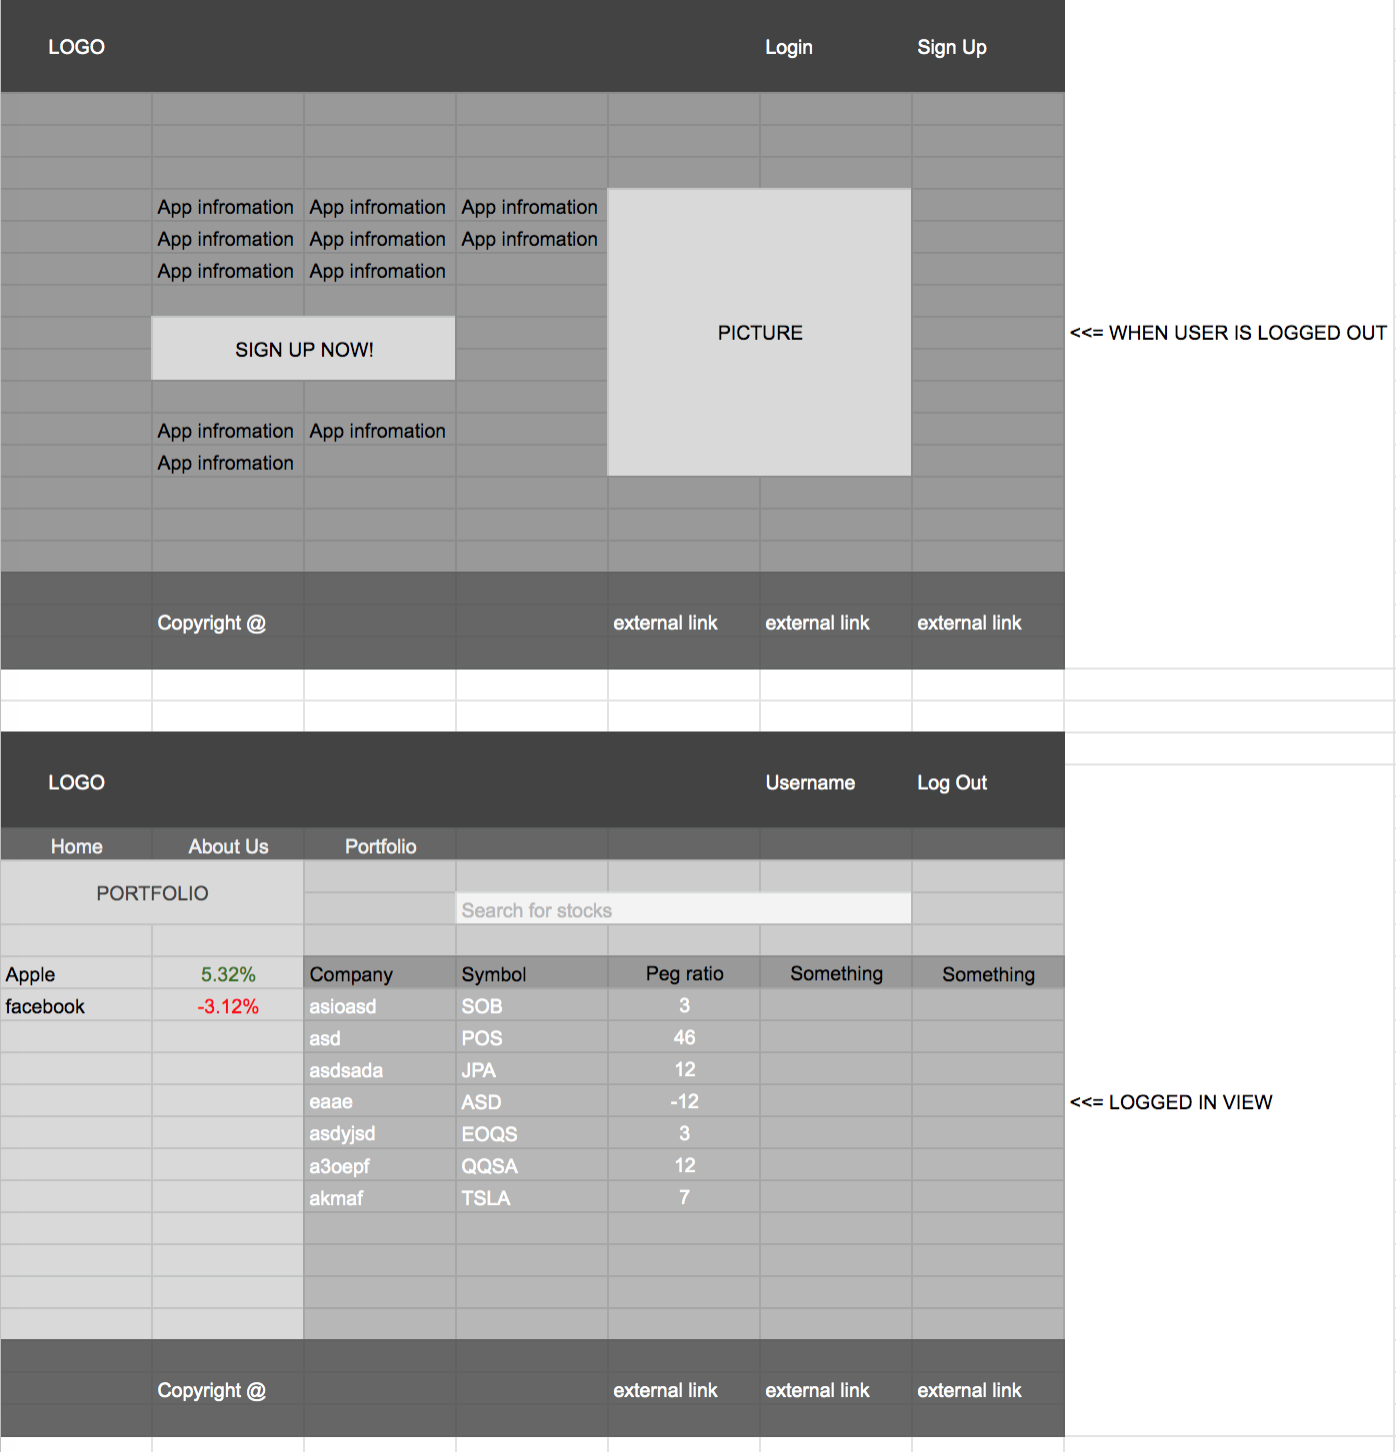 LOGO Login Sign Up
App infromation App infromation App infromation
App infromation App infromation App infromation
App infromation App infromation
SIGN UP NOW!
PICTURE
<<= WHEN USER IS LOGGED OUT
App infromation App infromation
App infromation
Copyright @ external link external link external link
LOGO Username Log Out
Home About Us Portfolio
PORTFOLIO
Search for stocks
Apple 5.32% Company Symbol Peg ratio Something Something
facebook -3.12% asioasd SOB 3
asd POS 46
asdsada JPA 12
eaae ASD -12 <<= LOGGED IN VIEW
asdyjsd EOQS 3
a3oepf QQSA 12
akmaf TSLA 7
Copyright @ external link external link external link